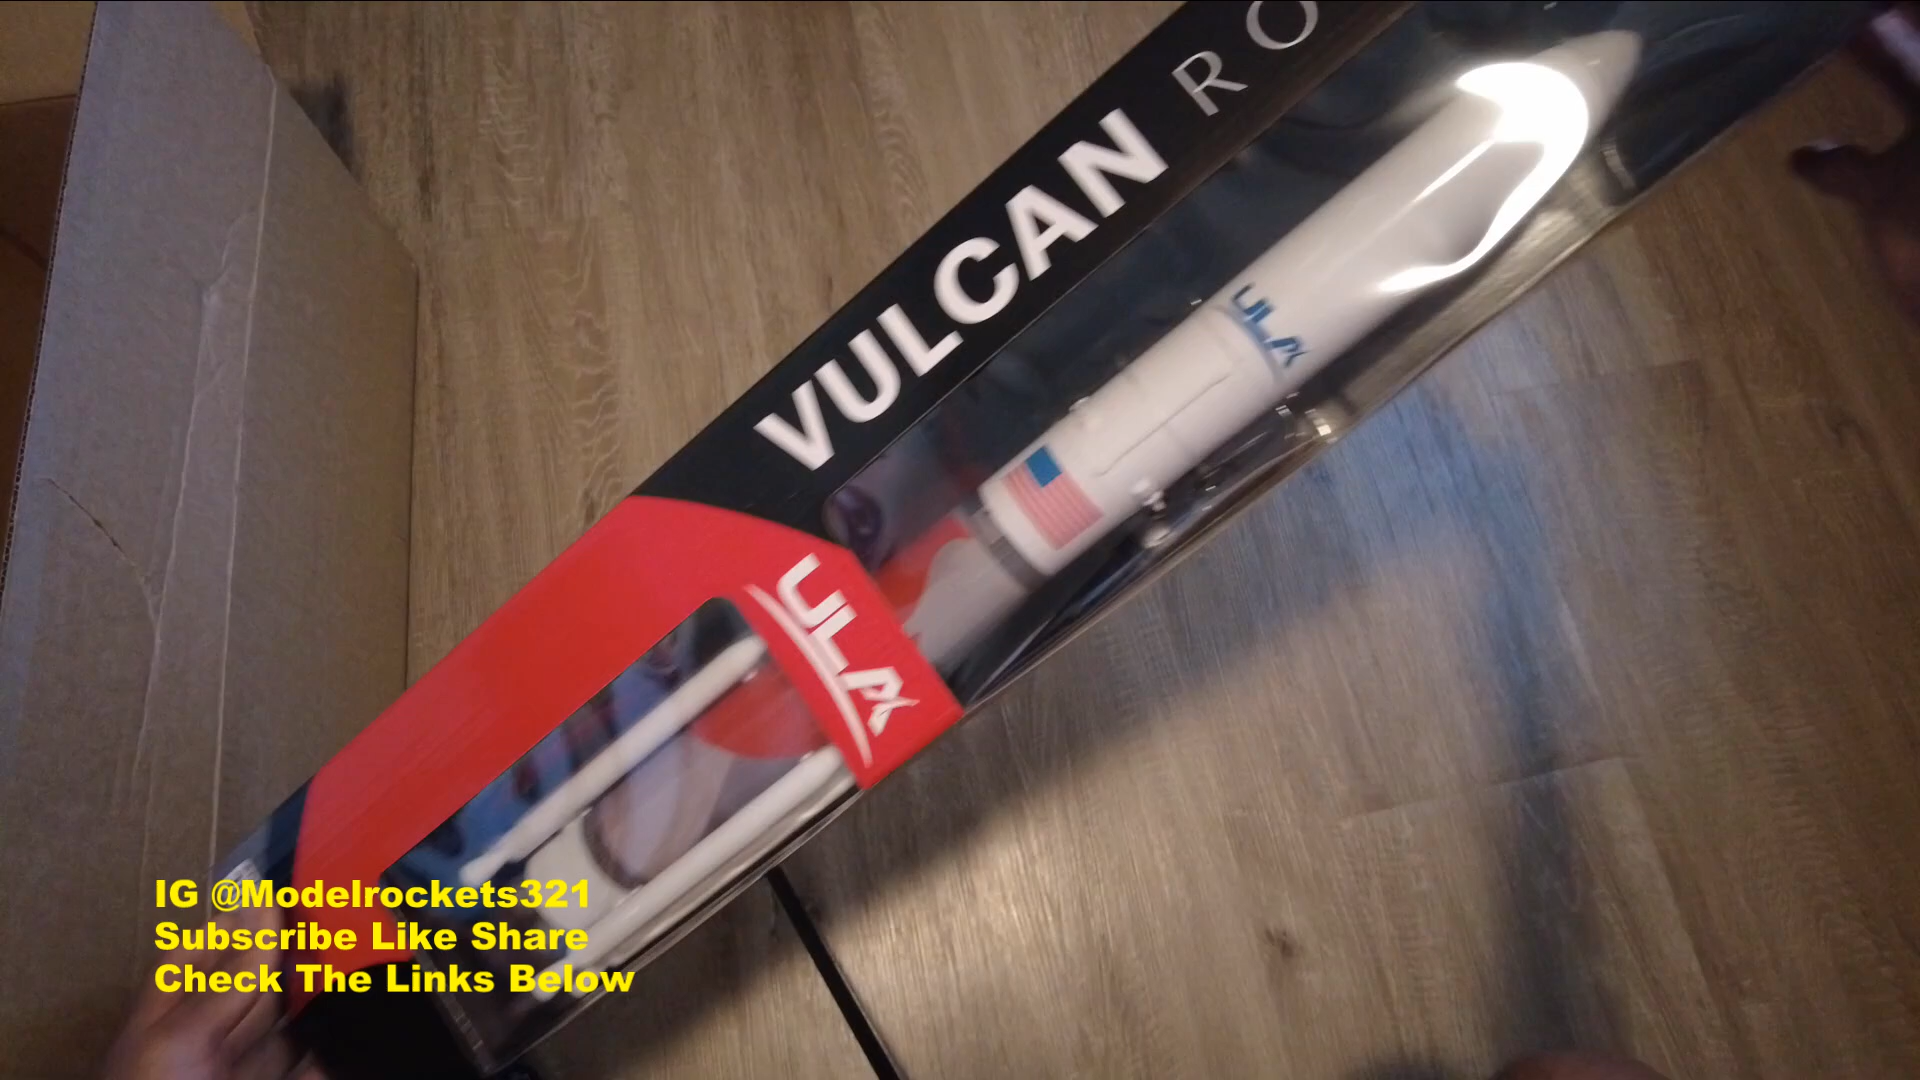 VULCAN RO
ULA
ULA
IG @Modelrockets321
Subscribe Like Share
Check The Links Below